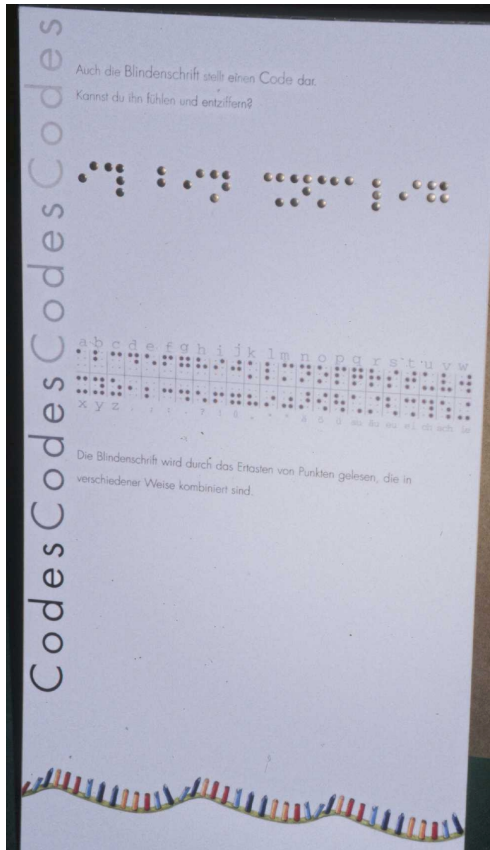 CodesCodesCodesCodes
Auch die Blindenschrift stellt einen Code dar.
Kannst du ihn fühlen und entziffern?
a b c d e f g h i j k l m n o p q r s t u v w
x y z
Die Blindenschrift wird durch das Ertasten von Punkten gelesen, die in
verschiedener Weise kombiniert sind.